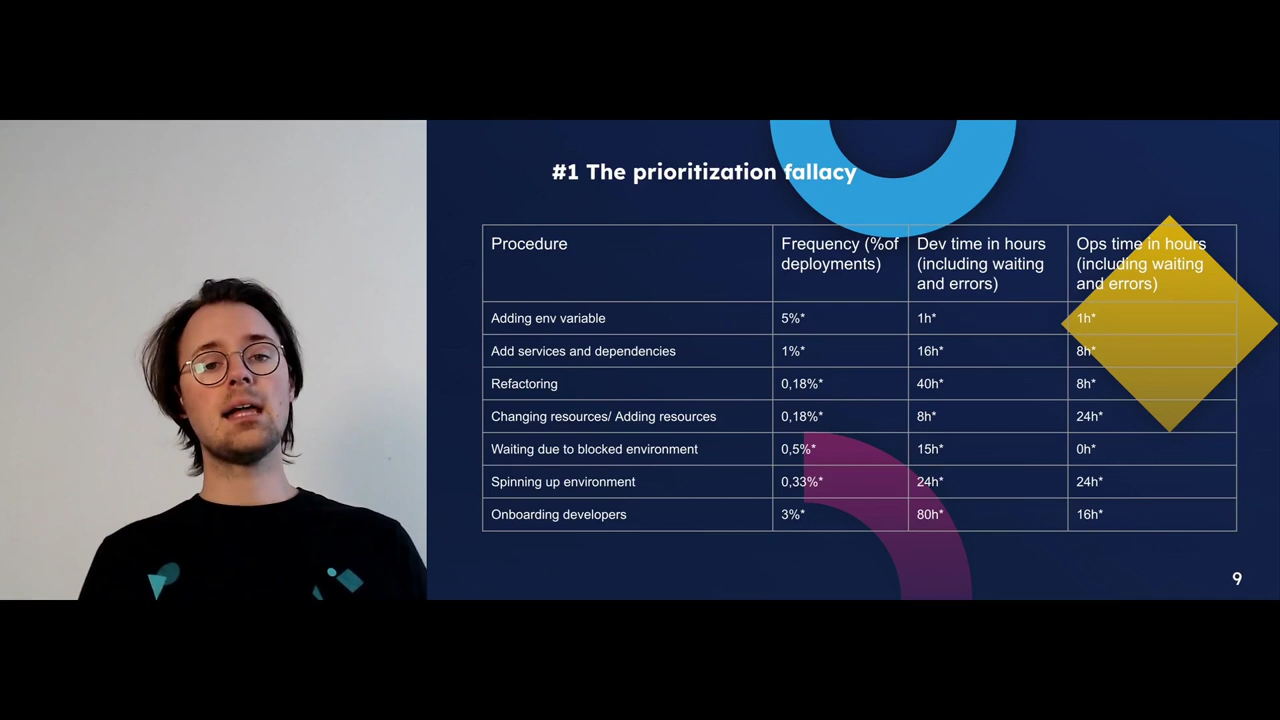 #1 The prioritization fallacy
Procedure
Frequency (%of
deployments)
Dev time in hours
(including waiting
and errors)
Ops time in hours
(including waiting
and errors)
Adding env variable 5%* 1h* 1h*
Add services and dependencies 1%* 16h* 8h*
Refactoring 0,18%* 40h* 8h*
Changing resources/ Adding resources 0,18%* 8h* 24h*
Waiting due to blocked environment 0,5%* 15h* 0h*
Spinning up environment 0,33%* 24h* 24h*
Onboarding developers 3%* 80h* 16h*
9